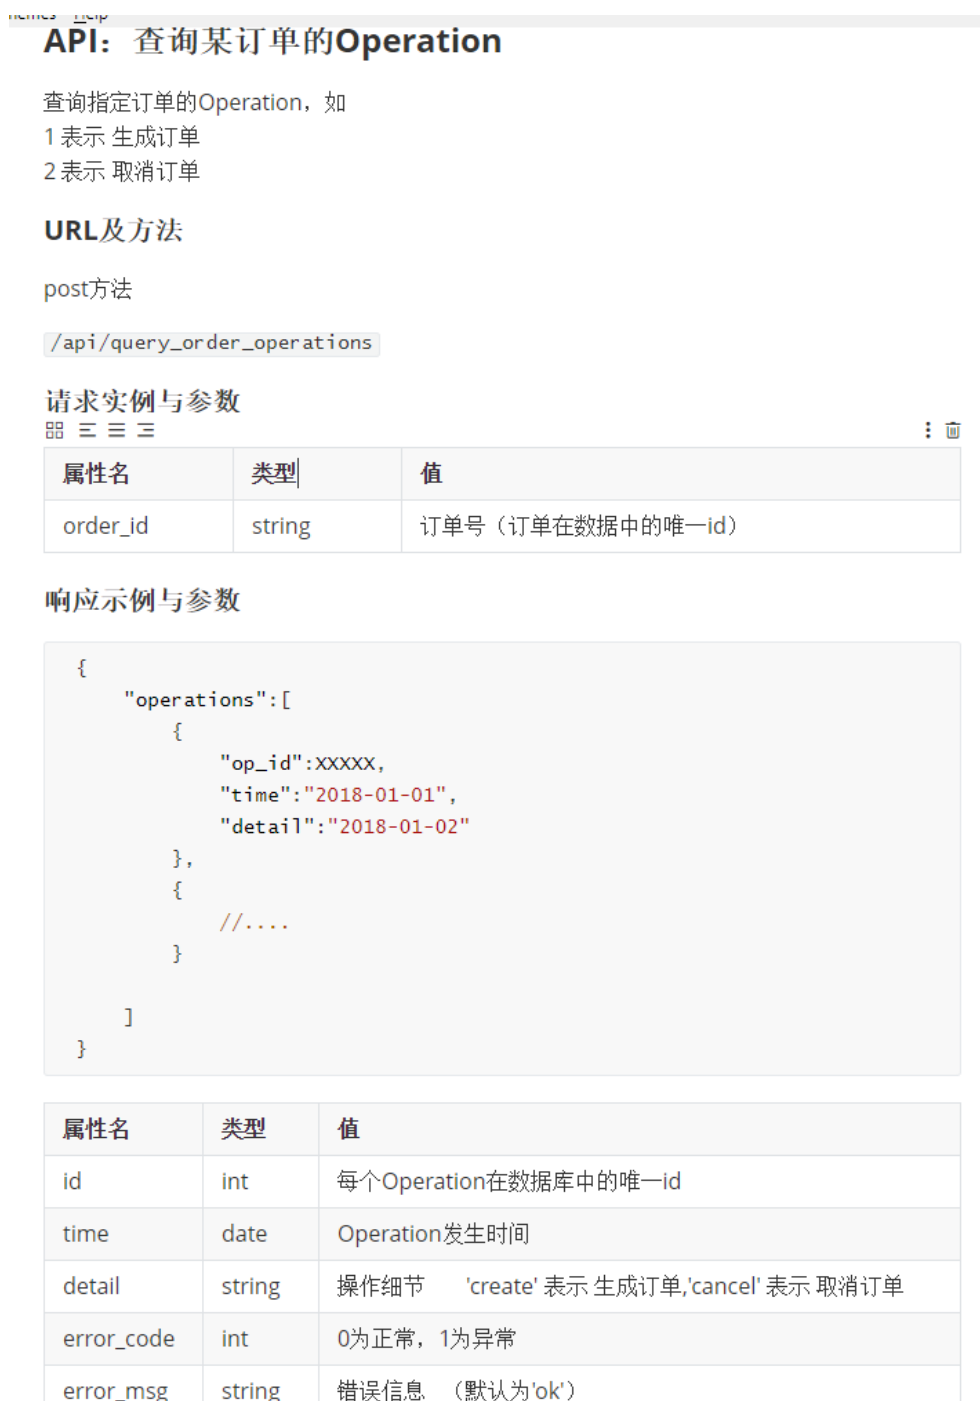 Help
API：查询某订单的Operation
查询指定订单的Operation，如
1 表示 生成订单
2 表示 取消订单
URL及方法
post方法
/api/query_order_operations
请求实例与参数
属性名 类型 值
order_id string 订单号（订单在数据中的唯一id）
响应示例与参数
{
"operations":[
{
"op_id":XXXXX,
"time":"2018-01-01",
"detail":"2018-01-02"
},
{
//....
}
]
}
属性名 类型 值
id int 每个Operation在数据库中的唯一id
time date Operation发生时间
detail string 操作细节 'create' 表示 生成订单,'cancel' 表示 取消订单
error_code int 0为正常，1为异常
error_msg string 错误信息 （默认为'ok'）